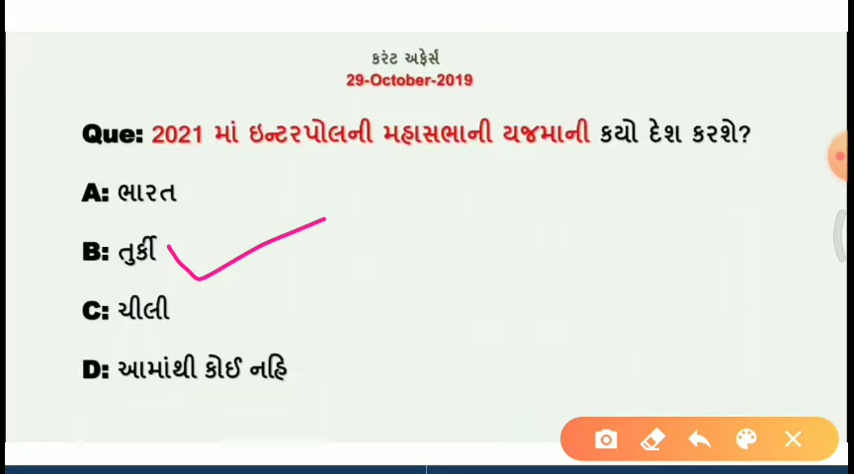 કરંટ અફેર્સ
29-October-2019
Que: 2021 માં ઇન્ટરપોલની મહાસભાની યજમાની કયો દેશ કરશે?
A: ભારત
B: તુર્કી
C: ચીલી
D: આમાંથી કોઈ નહિ